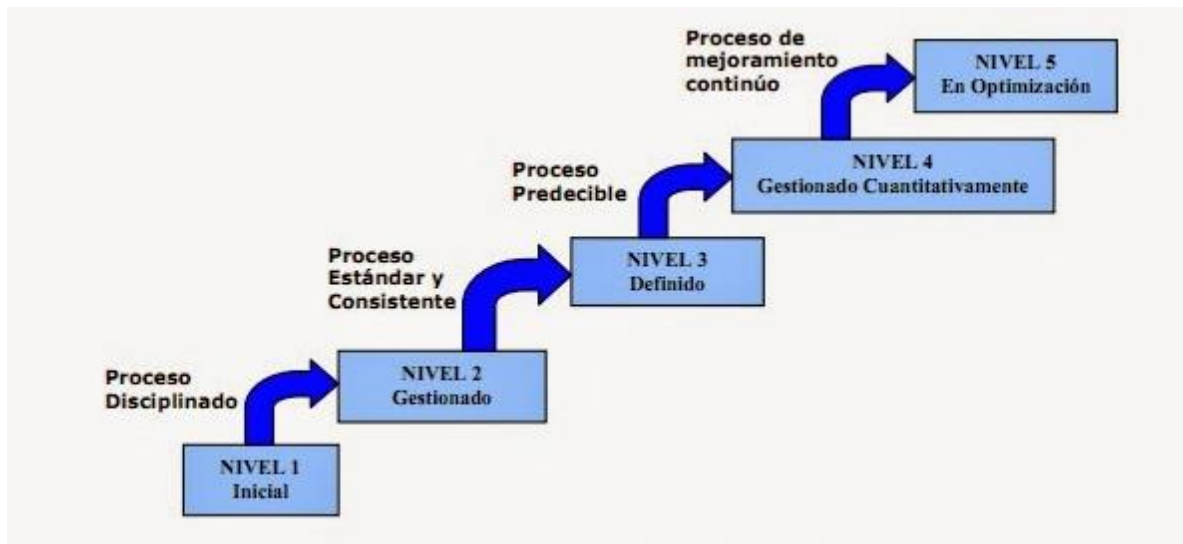 Proceso de
mejoramiento
continúo
NIVEL 5
En Optimización
Proceso
Predecible
NIVEL 4
Gestionado Cuantitativamente
Proceso
Estándar y
Consistente
NIVEL 3
Definido
Proceso
Disciplinado
NIVEL 2
Gestionado
NIVEL 1
Inicial